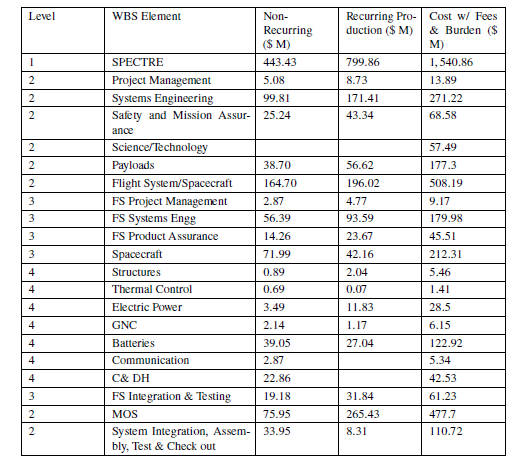 Level WBS Element Non- Recurring Pro- Cost w/ Fees
Recurring duction ($ M) & Burden ($
($ M) M)
1 SPECTRE 443.43 799.86 1,540.86
2 Project Management 5.08 8.73 13.89
2 Systems Engineering 99.81 171.41 271.22
2 Safety and Mission Assur- 25.24 43.34 68.58
ance
2 Science/Technology 57.49
2 Payloads 38.70 56.62 177.3
2 Flight System/Spacecraft 164.70 196.02 508.19
3 FS Project Management 2.87 4.77 9.17
3 FS Systems Engg 56.39 93.59 179.98
3 FS Product Assurance 14.26 23.67 45.51
3 Spacecraft 71.99 42.16 212.31
4 Structures 0.89 2.04 5.46
4 Thermal Control 0.69 0.07 1.41
4 Electric Power 3.49 11.83 28.5
4 GNC 2.14 1.17 6.15
4 Batteries 39.05 27.04 122.92
4 Communication 2.87 5.34
4 C& DH 22.86 42.53
3 FS Integration & Testing 19.18 31.84 61.23
2 MOS 75.95 265.43 477.7
2 System Integration, Assem- 33.95 8.31 110.72
bly, Test & Check out